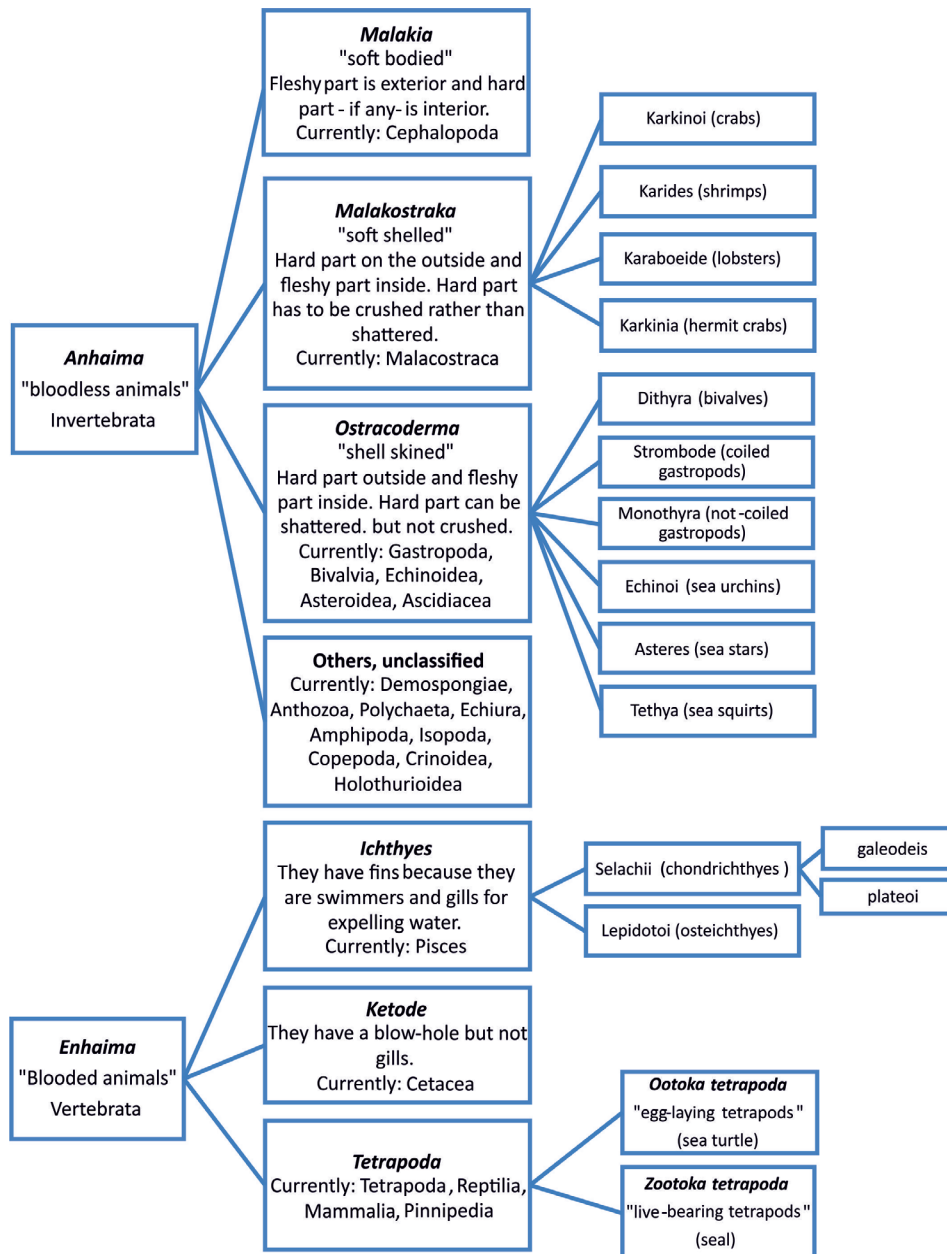 Malakia
"soft bodied"
Fleshy part is exterior and hard
part - if any- is interior.
Currently: Cephalopoda
Malakostraka
"soft shelled"
Hard part on the outside and
fleshy part inside. Hard part
has to be crushed rather than
shattered.
Currently: Malacostraca
Karkinoi (crabs)
Karides (shrimps)
Karaboeide (lobsters)
Karkinia (hermit crabs)
Anhaima
"bloodless animals"
Invertebrata
Ostracoderma
"shell skined"
Hard part outside and fleshy
part inside. Hard part can be
shattered. but not crushed.
Currently: Gastropoda,
Bivalvia, Echinoidea,
Asteroidea, Ascidiacea
Dithyra (bivalves)
Strombode (coiled
gastropods)
Monothyra (not-coiled
gastropods)
Echinoi (sea urchins)
Asteres (sea stars)
Tethya (sea squirts)
Others, unclassified
Currently: Demospongiae,
Anthozoa, Polychaeta, Echiura,
Amphipoda, Isopoda,
Copepoda, Crinoidea,
Holothurioidea
Ichthyes
They have fins because they
are swimmers and gills for
expelling water.
Currently: Pisces
Selachii (chondrichthyes )
Lepidotoi (osteichthyes)
galeodeis
plateoi
Enhaima
"Blooded animals"
Vertebrata
Ketode
They have a blow-hole but not
gills.
Currently: Cetacea
Tetrapoda
Currently: Tetrapoda, Reptilia,
Mammalia, Pinnipedia
Ootoka tetrapoda
"egg-laying tetrapods"
(sea turtle)
Zootoka tetrapoda
"live-bearing tetrapods"
(seal)